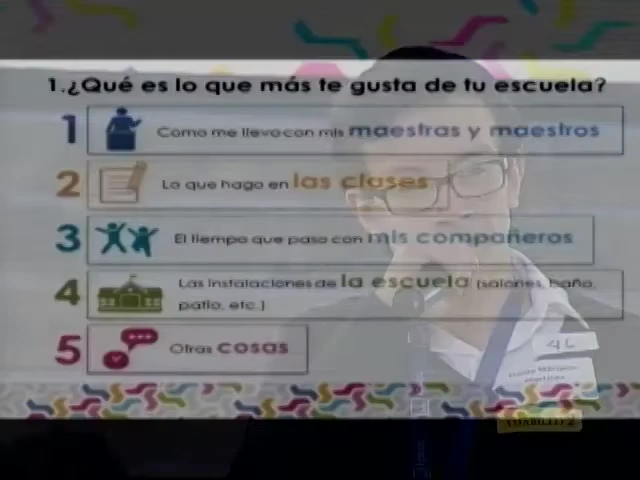 1.¿Qué es lo que más te gusta de tu escuela?
1 Como me llevo con mis maestras y maestros
2 Lo que hago en las clases
3 El tiempo que paso con mis compañeros
4 Las instalaciones de la escuela (salones, baño,
patio, etc.)
5 Otras cosas
46